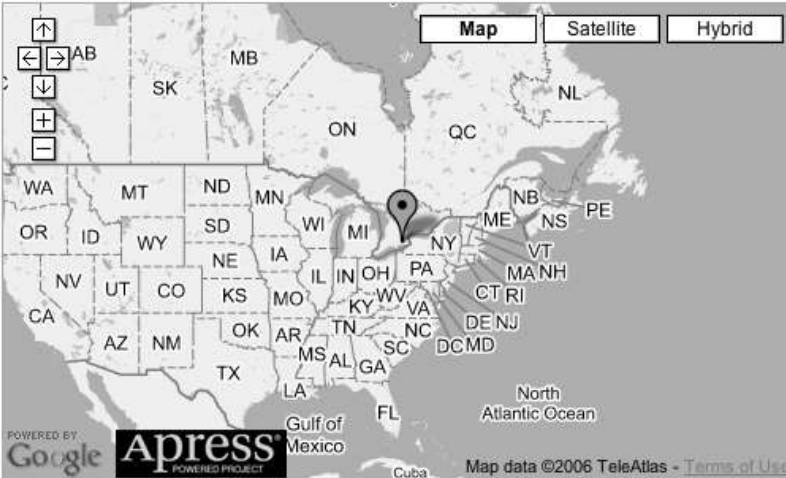 Map Satellite Hybrid
AB
MB
SK
NL
ON
QC
WA
MT
ND
MN
NB
PE
ME
NS
OR
ID
SD
WI
MI
NY
WY
VT
NE
IA
PA
MA NH
NV
UT
CO
IL
IN
OH
CT RI
KS
MO
WV
KY
VA
CA
DE NJ
OK
AR
TN
NC
AZ
NM
MS
AL
SC
DC MD
TX
GA
LA
FL
North
Atlantic Ocean
Gulf of
Mexico
POWERED BY
Google
Apress®
POWERED PROJECT
Cuba
Map data ©2006 TeleAtlas - Terms of Use